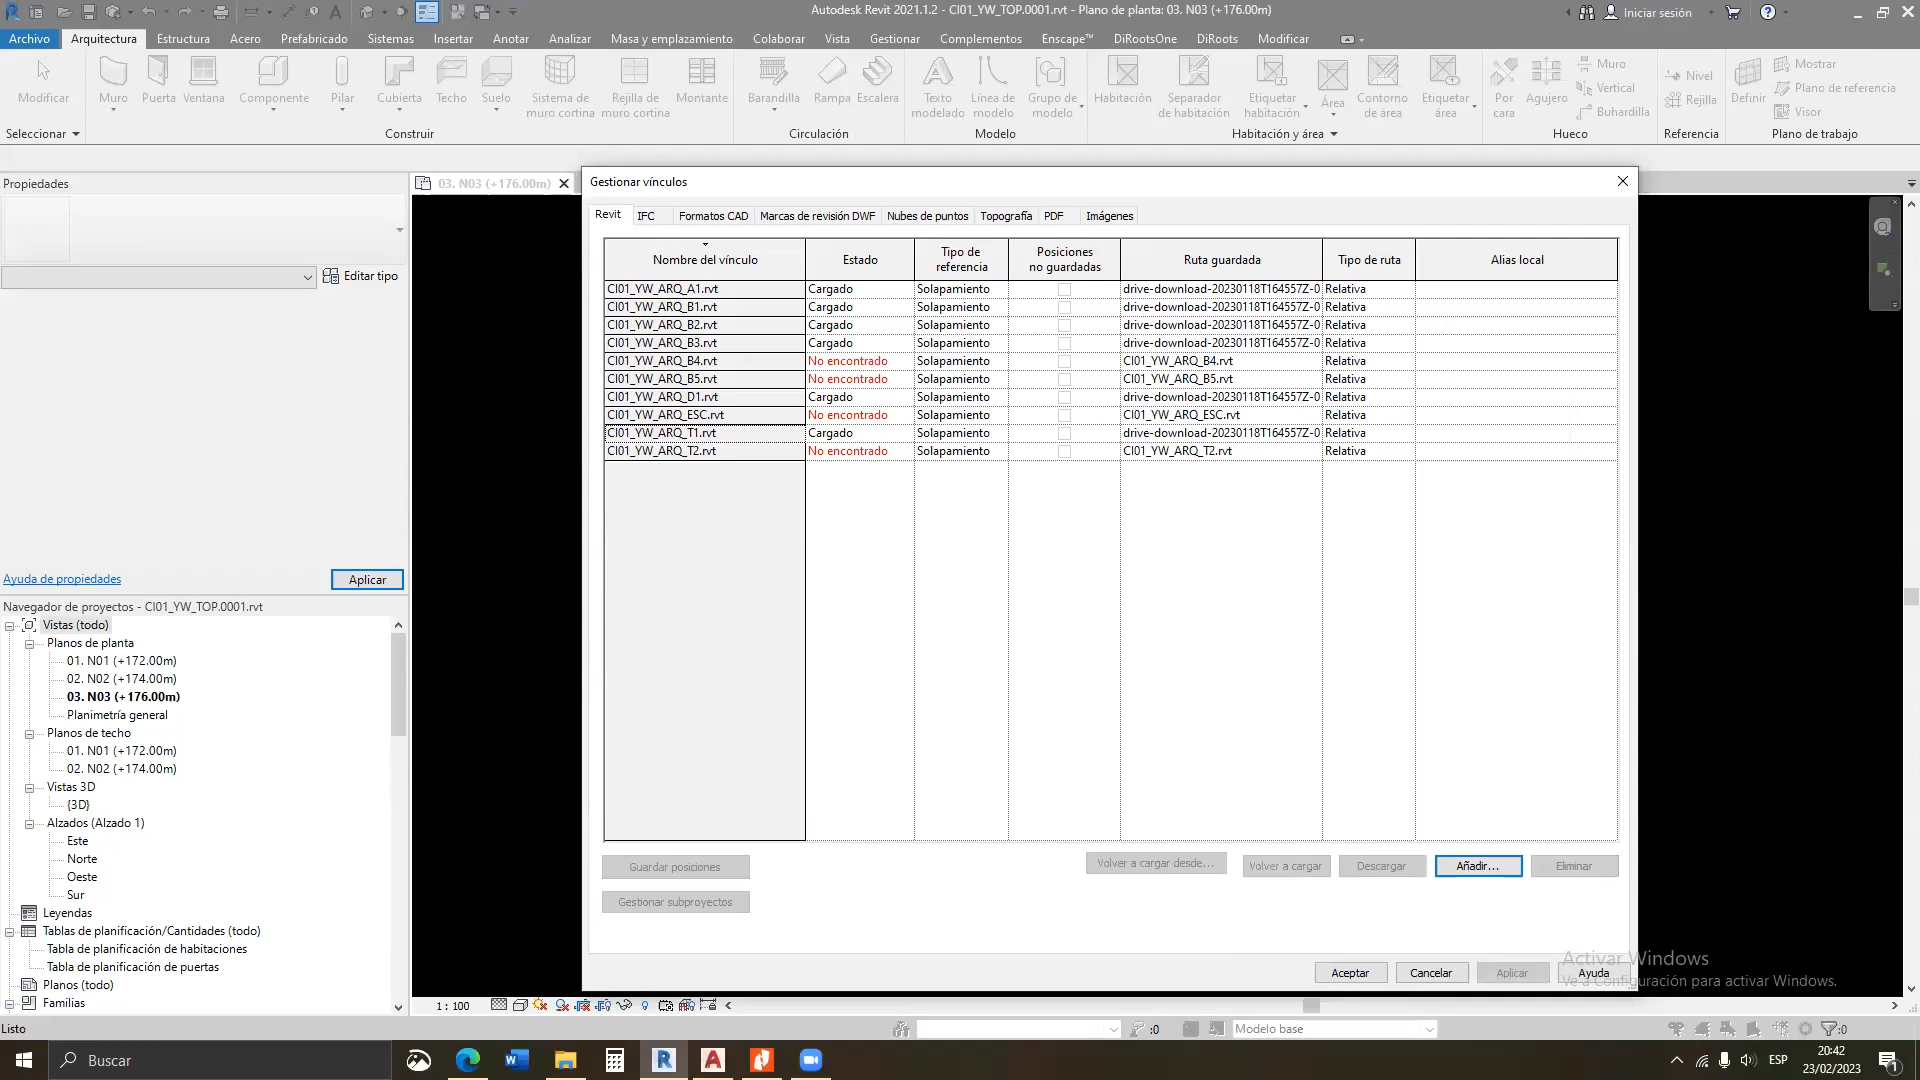 Autodesk Revit 2021.1.2 - CI01_YW_TOP.0001.rvt - Plano de planta: 03. N03 (+176.00m)
Iniciar sesión
Archivo Arquitectura Estructura Acero Prefabricado Sistemas Insertar Anotar Analizar Masa y emplazamiento Colaborar Vista Gestionar Complementos Enscape™ DiRootsOne DiRoots Modificar
Modificar
Muro
Puerta
Ventana
Componente
Pilar
Cubierta
Techo
Suelo
Sistema de
muro cortina
Rejilla de
muro cortina
Montante
Barandilla
Rampa
Escalera
Texto
modelado
Línea de
modelo
Grupo de
modelo
Habitación
Separador
de habitación
Etiquetar
habitación
Área
Contorno
de área
Etiquetar
área
Por
cara
Agujero
Muro
Vertical
Buhardilla
Nivel
Rejilla
Definir
Mostrar
Plano de referencia
Visor
Seleccionar
Construir
Circulación
Modelo
Habitación y área
Hueco
Referencia
Plano de trabajo
Propiedades
Editar tipo
Ayuda de propiedades
Aplicar
Navegador de proyectos - CI01_YW_TOP.0001.rvt
Vistas (todo)
Planos de planta
01. N01 (+172.00m)
02. N02 (+174.00m)
03. N03 (+176.00m)
Planimetría general
Planos de techo
01. N01 (+172.00m)
02. N02 (+174.00m)
Vistas 3D
{3D}
Alzados (Alzado 1)
Este
Norte
Oeste
Sur
Leyendas
Tablas de planificación/Cantidades (todo)
Tabla de planificación de habitaciones
Tabla de planificación de puertas
Planos (todo)
Familias
03. N03 (+176.00m)
Gestionar vínculos
Revit IFC Formatos CAD Marcas de revisión DWF Nubes de puntos Topografía PDF Imágenes
Nombre del vínculo
Estado
Tipo de
referencia
Posiciones
no guardadas
Ruta guardada
Tipo de ruta
Alias local
CI01_YW_ARQ_A1.rvt Cargado Solapamiento drive-download-20230118T164557Z-0 Relativa
CI01_YW_ARQ_B1.rvt Cargado Solapamiento drive-download-20230118T164557Z-0 Relativa
CI01_YW_ARQ_B2.rvt Cargado Solapamiento drive-download-20230118T164557Z-0 Relativa
CI01_YW_ARQ_B3.rvt Cargado Solapamiento drive-download-20230118T164557Z-0 Relativa
CI01_YW_ARQ_B4.rvt No encontrado Solapamiento CI01_YW_ARQ_B4.rvt Relativa
CI01_YW_ARQ_B5.rvt No encontrado Solapamiento CI01_YW_ARQ_B5.rvt Relativa
CI01_YW_ARQ_D1.rvt Cargado Solapamiento drive-download-20230118T164557Z-0 Relativa
CI01_YW_ARQ_ESC.rvt No encontrado Solapamiento CI01_YW_ARQ_ESC.rvt Relativa
CI01_YW_ARQ_T1.rvt Cargado Solapamiento drive-download-20230118T164557Z-0 Relativa
CI01_YW_ARQ_T2.rvt No encontrado Solapamiento CI01_YW_ARQ_T2.rvt Relativa
Guardar posiciones
Volver a cargar desde... Volver a cargar Descargar Añadir... Eliminar
Gestionar subproyectos
Aceptar Cancelar Aplicar Ayuda
Activar Windows
Ve a Configuración para activar Windows.
1 : 100
Listo
:0
Modelo base
:0
Buscar
ESP
20:42
23/02/2023
1